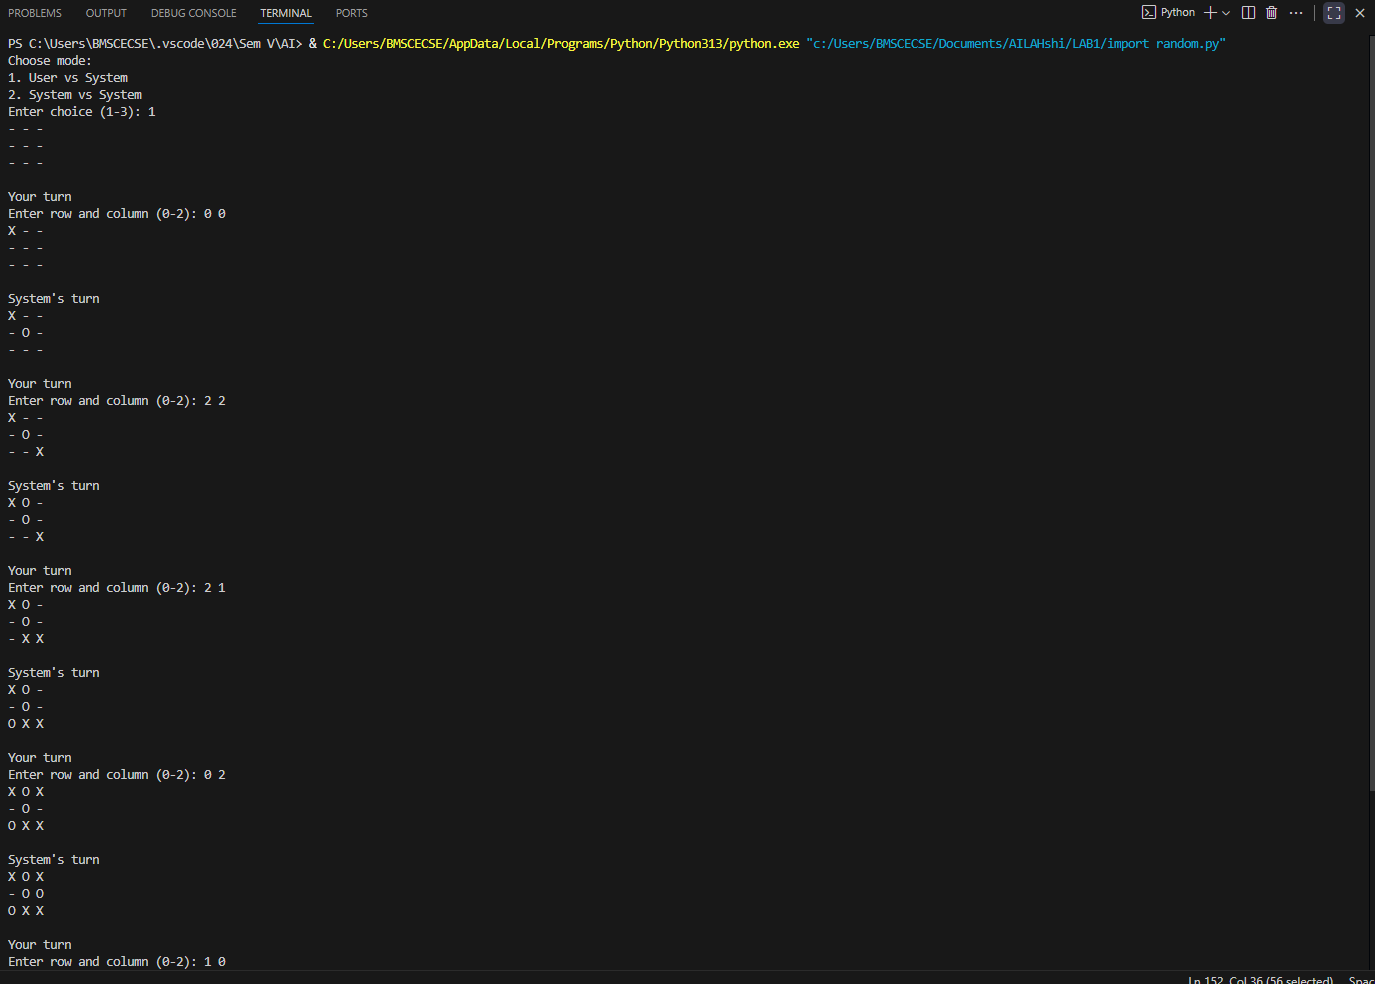 PROBLEMS OUTPUT DEBUG CONSOLE TERMINAL PORTS Python
PS C:\Users\BMSCECSE\.vscode\024\Sem V\AI> & C:/Users/BMSCECSE/AppData/Local/Programs/Python/Python313/python.exe "c:/Users/BMSCECSE/Documents/AILAHshi/LAB1/import random.py"
Choose mode:
1. User vs System
2. System vs System
Enter choice (1-3): 1
- - -
- - -
- - -
Your turn
Enter row and column (0-2): 0 0
X - -
- - -
- - -
System's turn
X - -
- O -
- - -
Your turn
Enter row and column (0-2): 2 2
X - -
- O -
- - X
System's turn
X O -
- O -
- - X
Your turn
Enter row and column (0-2): 2 1
X O -
- O -
- X X
System's turn
X O -
- O -
O X X
Your turn
Enter row and column (0-2): 0 2
X O X
- O -
O X X
System's turn
X O X
- O O
O X X
Your turn
Enter row and column (0-2): 1 0
Ln 152, Col 36 (56 selected) Spac